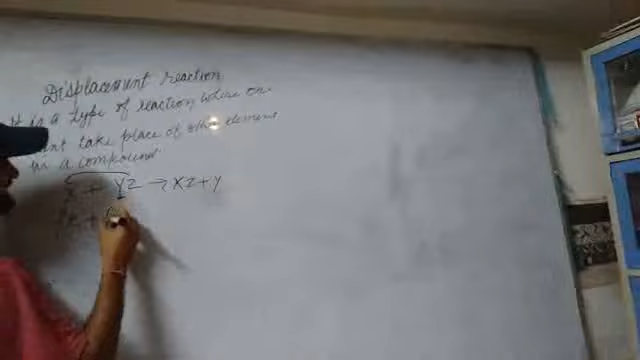 Displacement reaction
It is a type of reaction where one
take place of other element
in a compound
X + YZ → XZ + Y